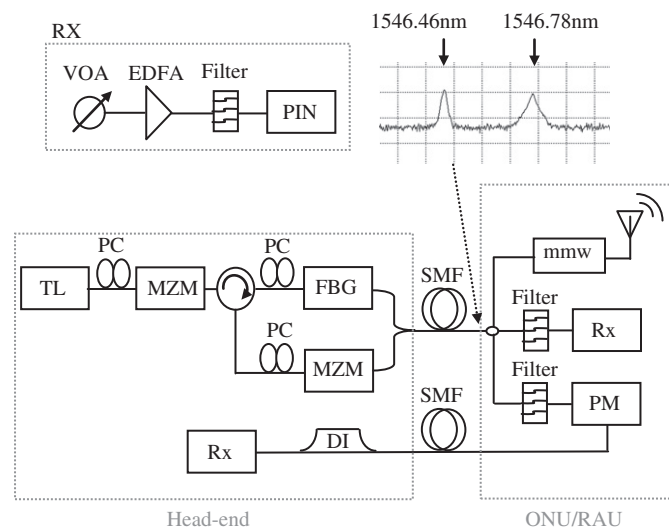 RX
VOA EDFA Filter
PIN
1546.46nm 1546.78nm
PC
TL
MZM
PC
FBG
PC
MZM
SMF
mmw
Filter
Rx
Filter
PM
SMF
Rx
DI
Head-end
ONU/RAU